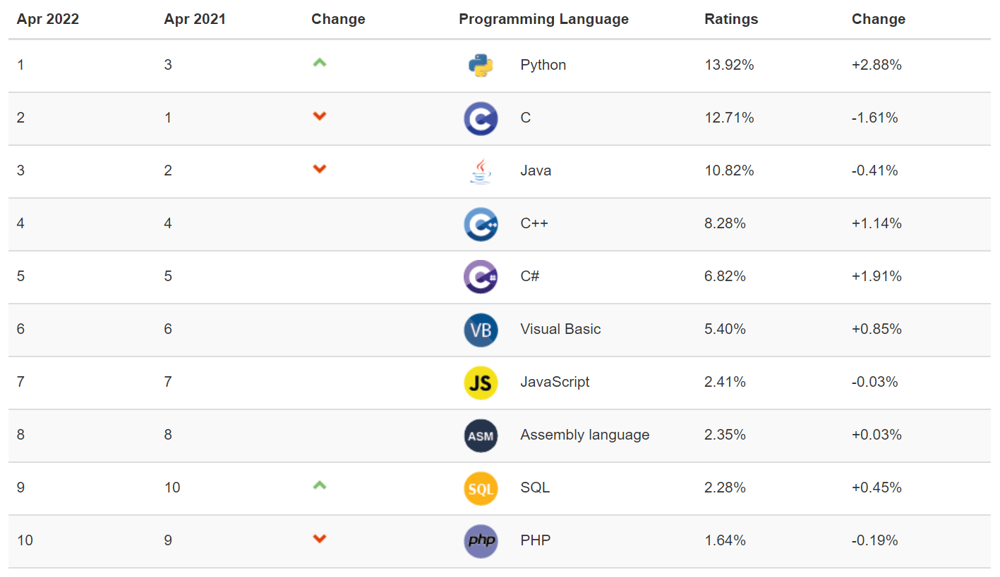 Apr 2022 Apr 2021 Change Programming Language Ratings Change
1 3 Python 13.92% +2.88%
2 1 C C 12.71% -1.61%
3 2 Java 10.82% -0.41%
4 4 C++ C++ 8.28% +1.14%
5 5 C# C# 6.82% +1.91%
6 6 VB Visual Basic 5.40% +0.85%
7 7 JS JavaScript 2.41% -0.03%
8 8 ASM Assembly language 2.35% +0.03%
9 10 SQL SQL 2.28% +0.45%
10 9 php PHP 1.64% -0.19%